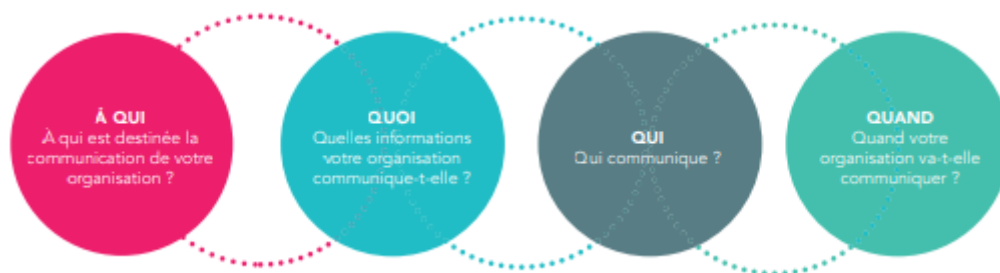 À QUI
À qui est destinée la
communication de votre
organisation ?
QUOI
Quelles informations
votre organisation
communique-t-elle ?
QUI
Qui communique ?
QUAND
Quand votre
organisation va-t-elle
communiquer ?